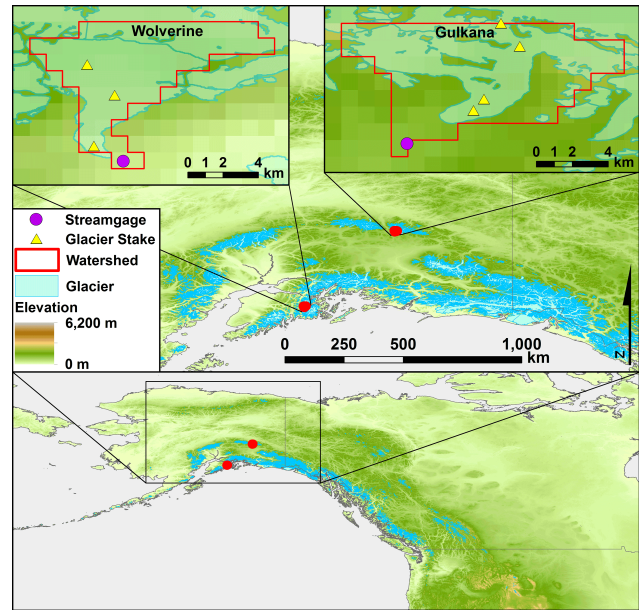 Wolverine
0 1 2 4
km
Gulkana
0 1 2 4
km
Streamgage
Glacier Stake
Watershed
Glacier
Elevation
6,200 m
0 m
0 250 500 1,000
km
N